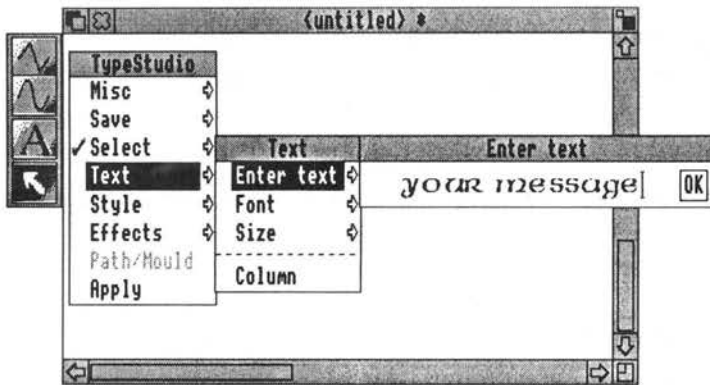 <untitled> *
TypeStudio
Misc
Save
✓Select
Text
Style
Effects
Path/Mould
Apply
Text
Enter text
Font
Size
Column
Enter text
your message
OK
A